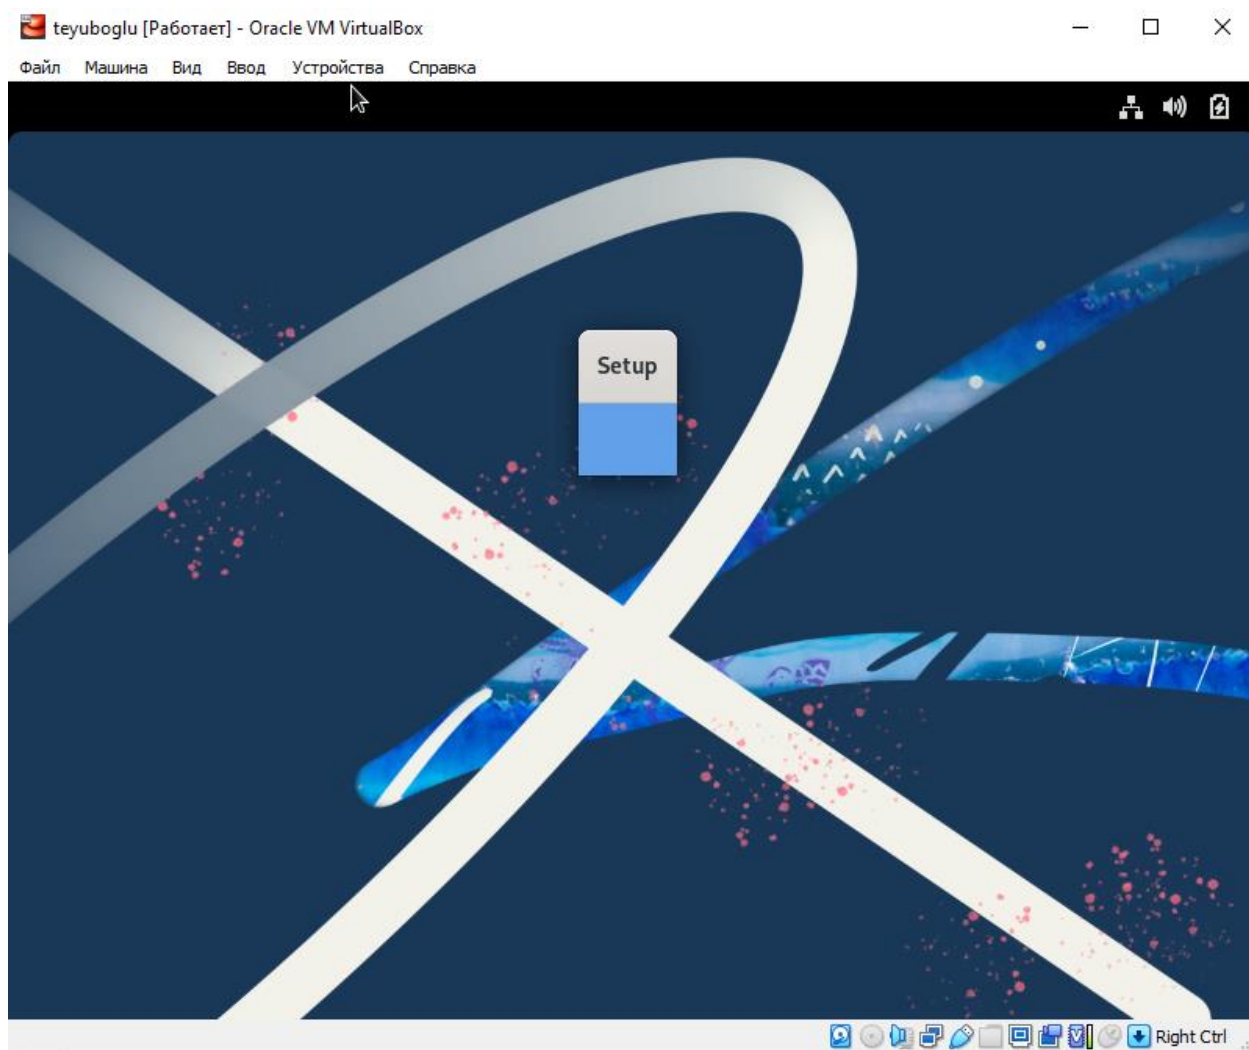 teyuboglu [Работает] - Oracle VM VirtualBox
Файл Машина Вид Ввод Устройства Справка
Setup
Right Ctrl